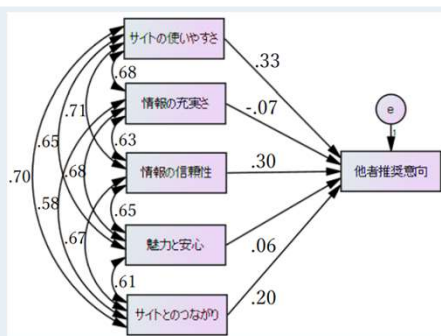 サイトの使いやすさ
.33
.68
情報の充実さ
-.07
e
1
.71
.65
.63
情報の信頼性
.30
他者推奨意向
.70
.68
.58
.65
.67
魅力と安心
.06
.61
.20
サイトとのつながり